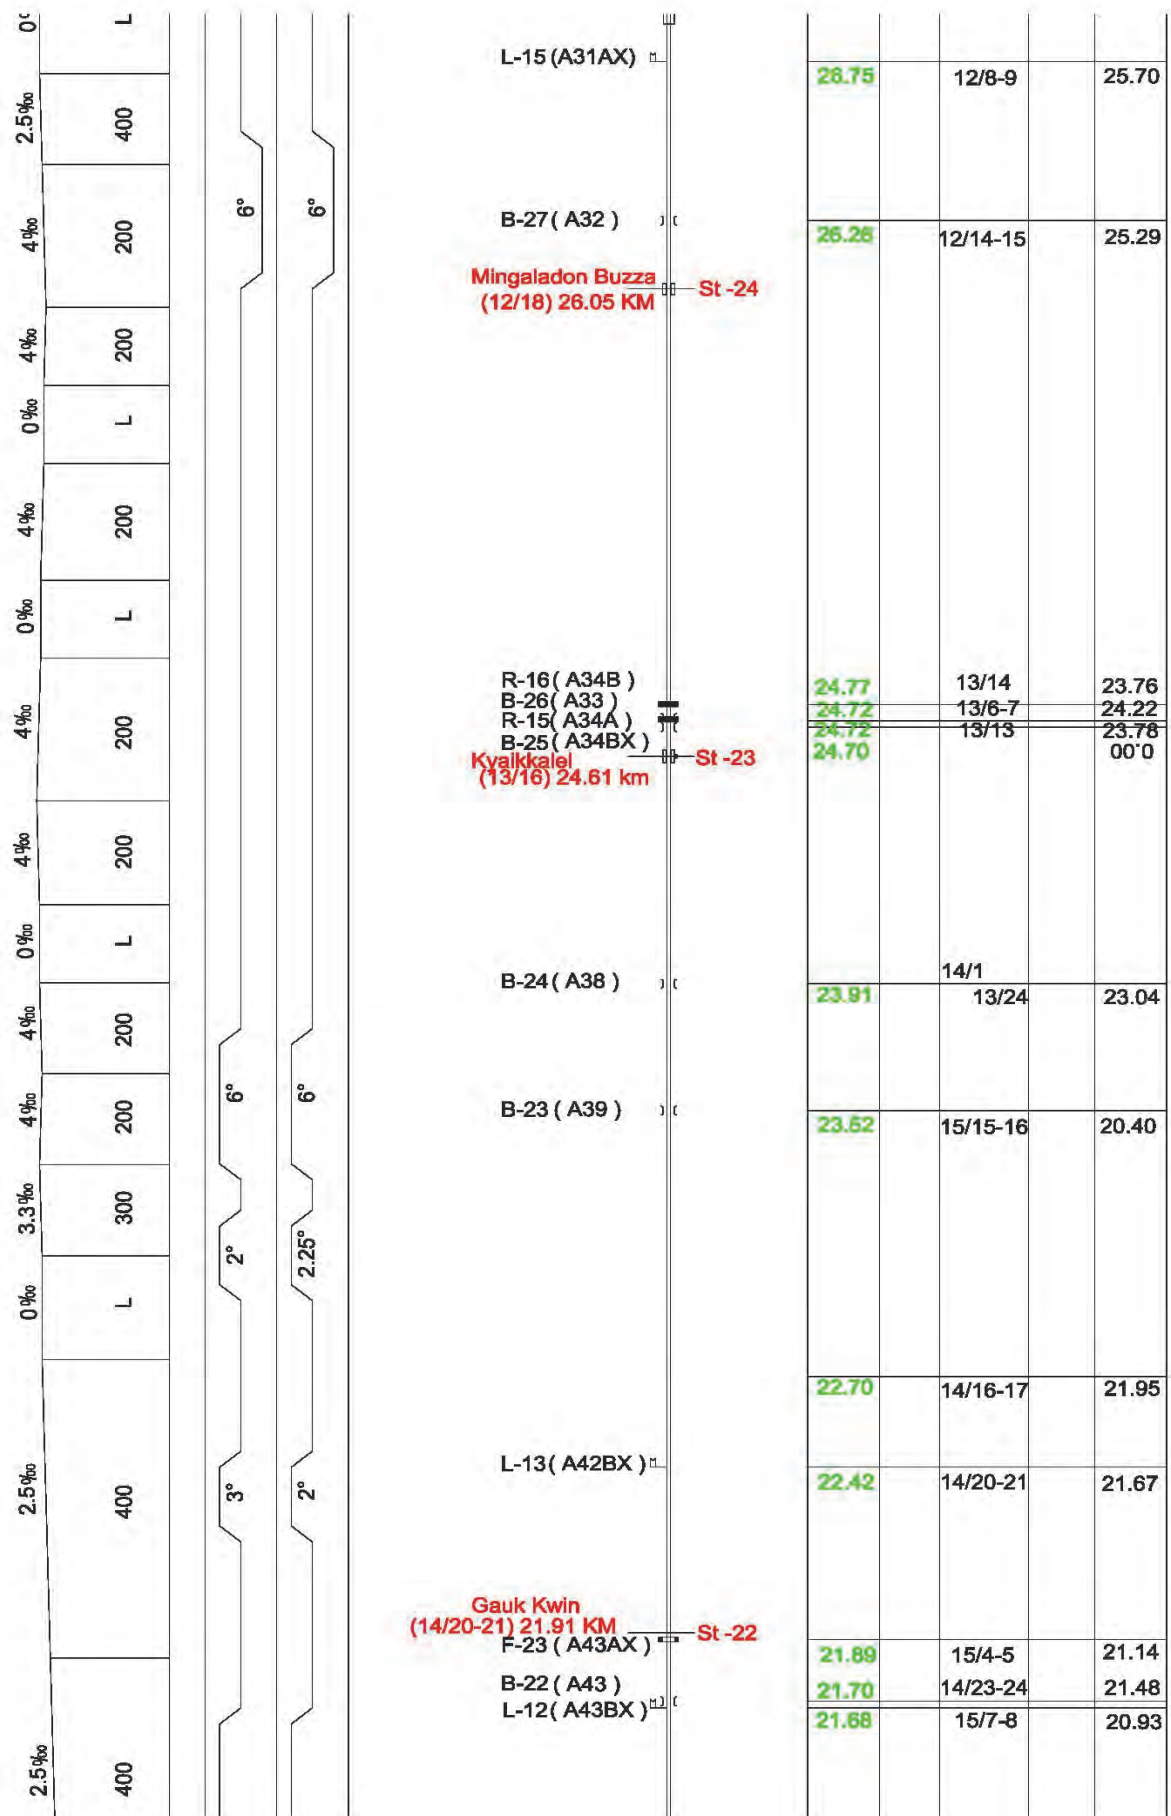 L
L-15 (A31AX)
26.75 12/8-9 25.70
2.5‰ 400
6° 6°
B-27 ( A32 )
4‰ 200
26.26 12/14-15 25.29
Mingaladon Buzza
(12/18) 26.05 KM
St -24
4‰ 200
0‰ L
4‰ 200
0‰ L
R-16 ( A34B )
24.77 13/14 23.76
B-26 ( A33 )
24.72 13/6-7 24.22
R-15 ( A34A )
24.72 13/13 23.78
4‰ 200
B-25 ( A34BX )
24.70 00'0
Kyaikkalei
(13/16) 24.61 km
St -23
4‰ 200
0‰ L
14/1
B-24 ( A38 )
23.91 13/24 23.04
4‰ 200
6° 6°
4‰ 200
B-23 ( A39 )
23.52 15/15-16 20.40
3.3‰ 300
2° 2.25°
0‰ L
22.70 14/16-17 21.95
L-13 ( A42BX )
22.42 14/20-21 21.67
2.5‰ 400
3° 2°
Gauk Kwin
(14/20-21) 21.91 KM
St -22
F-23 ( A43AX )
21.89 15/4-5 21.14
B-22 ( A43 )
21.70 14/23-24 21.48
L-12 ( A43BX )
21.68 15/7-8 20.93
2.5‰ 400